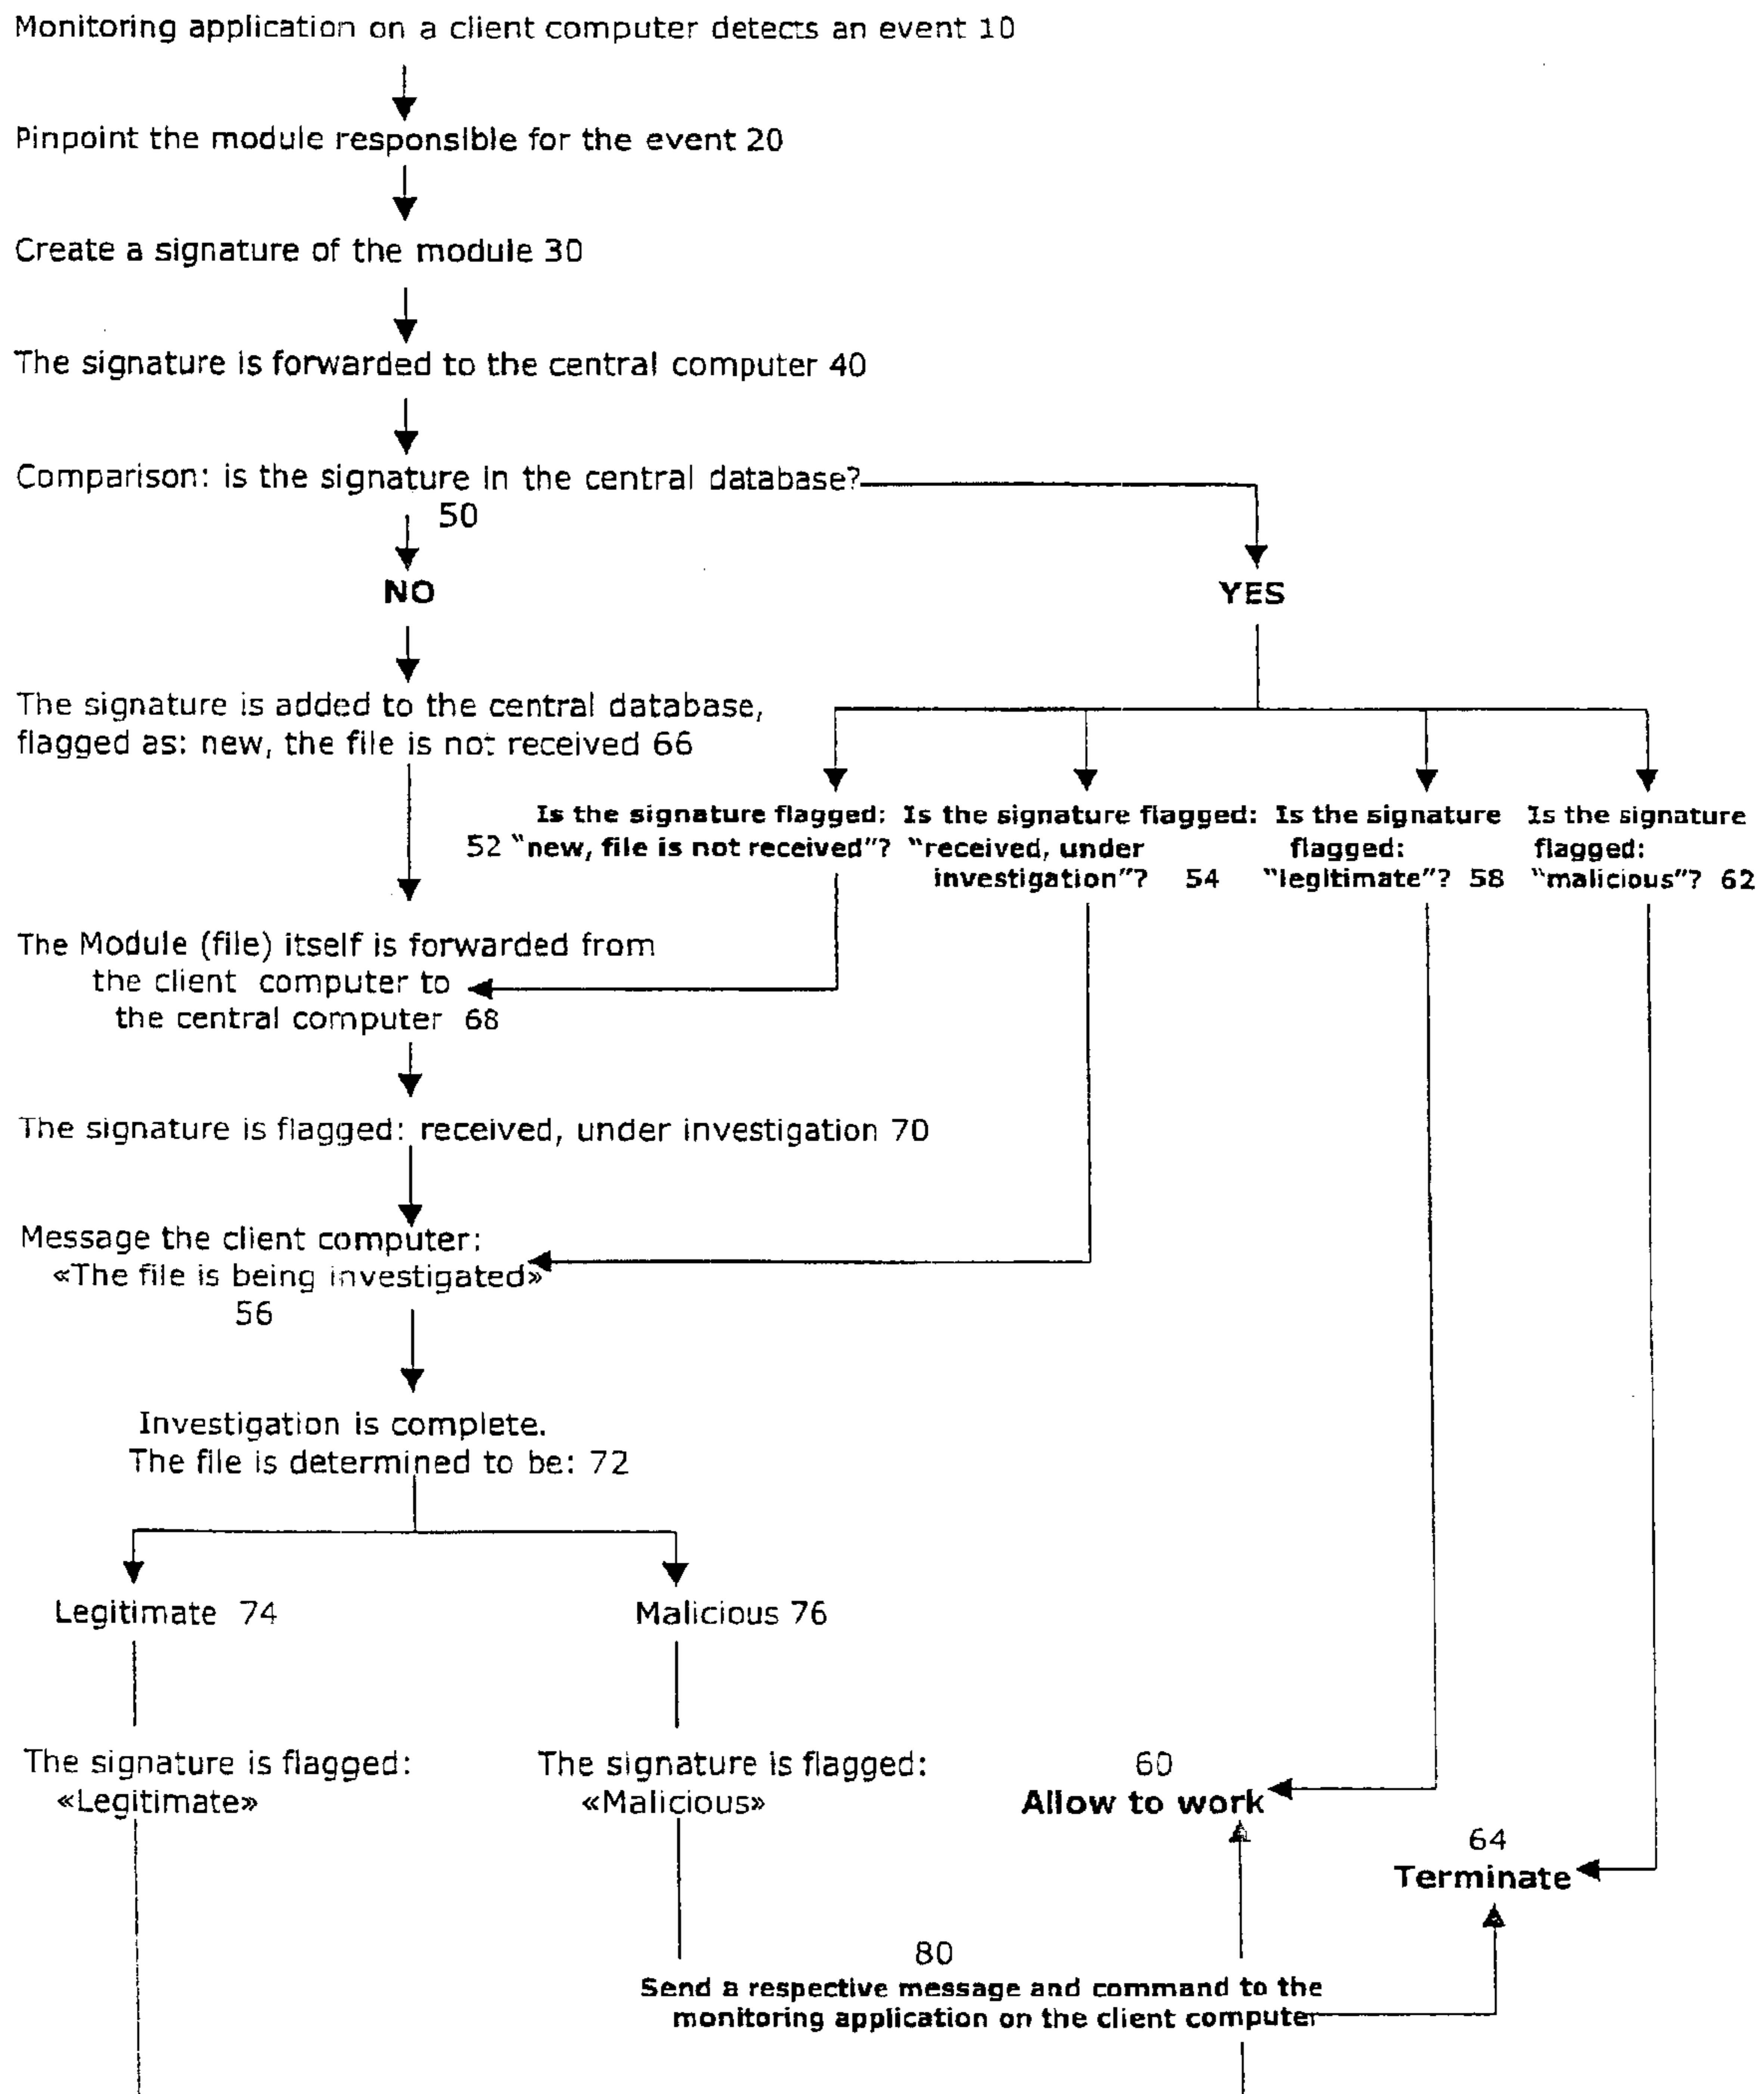 Monitoring application on a client computer detects an event 10
Pinpoint the module responsible for the event 20
Create a signature of the module 30
The signature is forwarded to the central computer 40
Comparison: is the signature in the central database?
50
NO
YES
The signature is added to the central database,
flagged as: new, the file is not received 66
Is the signature flagged:
52 “new, file is not received”?
Is the signature flagged:
“received, under
investigation”? 54
Is the signature
flagged:
“legitimate”? 58
Is the signature
flagged:
“malicious”? 62
The Module (file) itself is forwarded from
the client computer to
the central computer 68
The signature is flagged: received, under investigation 70
Message the client computer:
«The file is being investigated»
56
Investigation is complete.
The file is determined to be: 72
Legitimate 74
Malicious 76
The signature is flagged:
«Legitimate»
The signature is flagged:
«Malicious»
60
Allow to work
64
Terminate
80
Send a respective message and command to the
monitoring application on the client computer